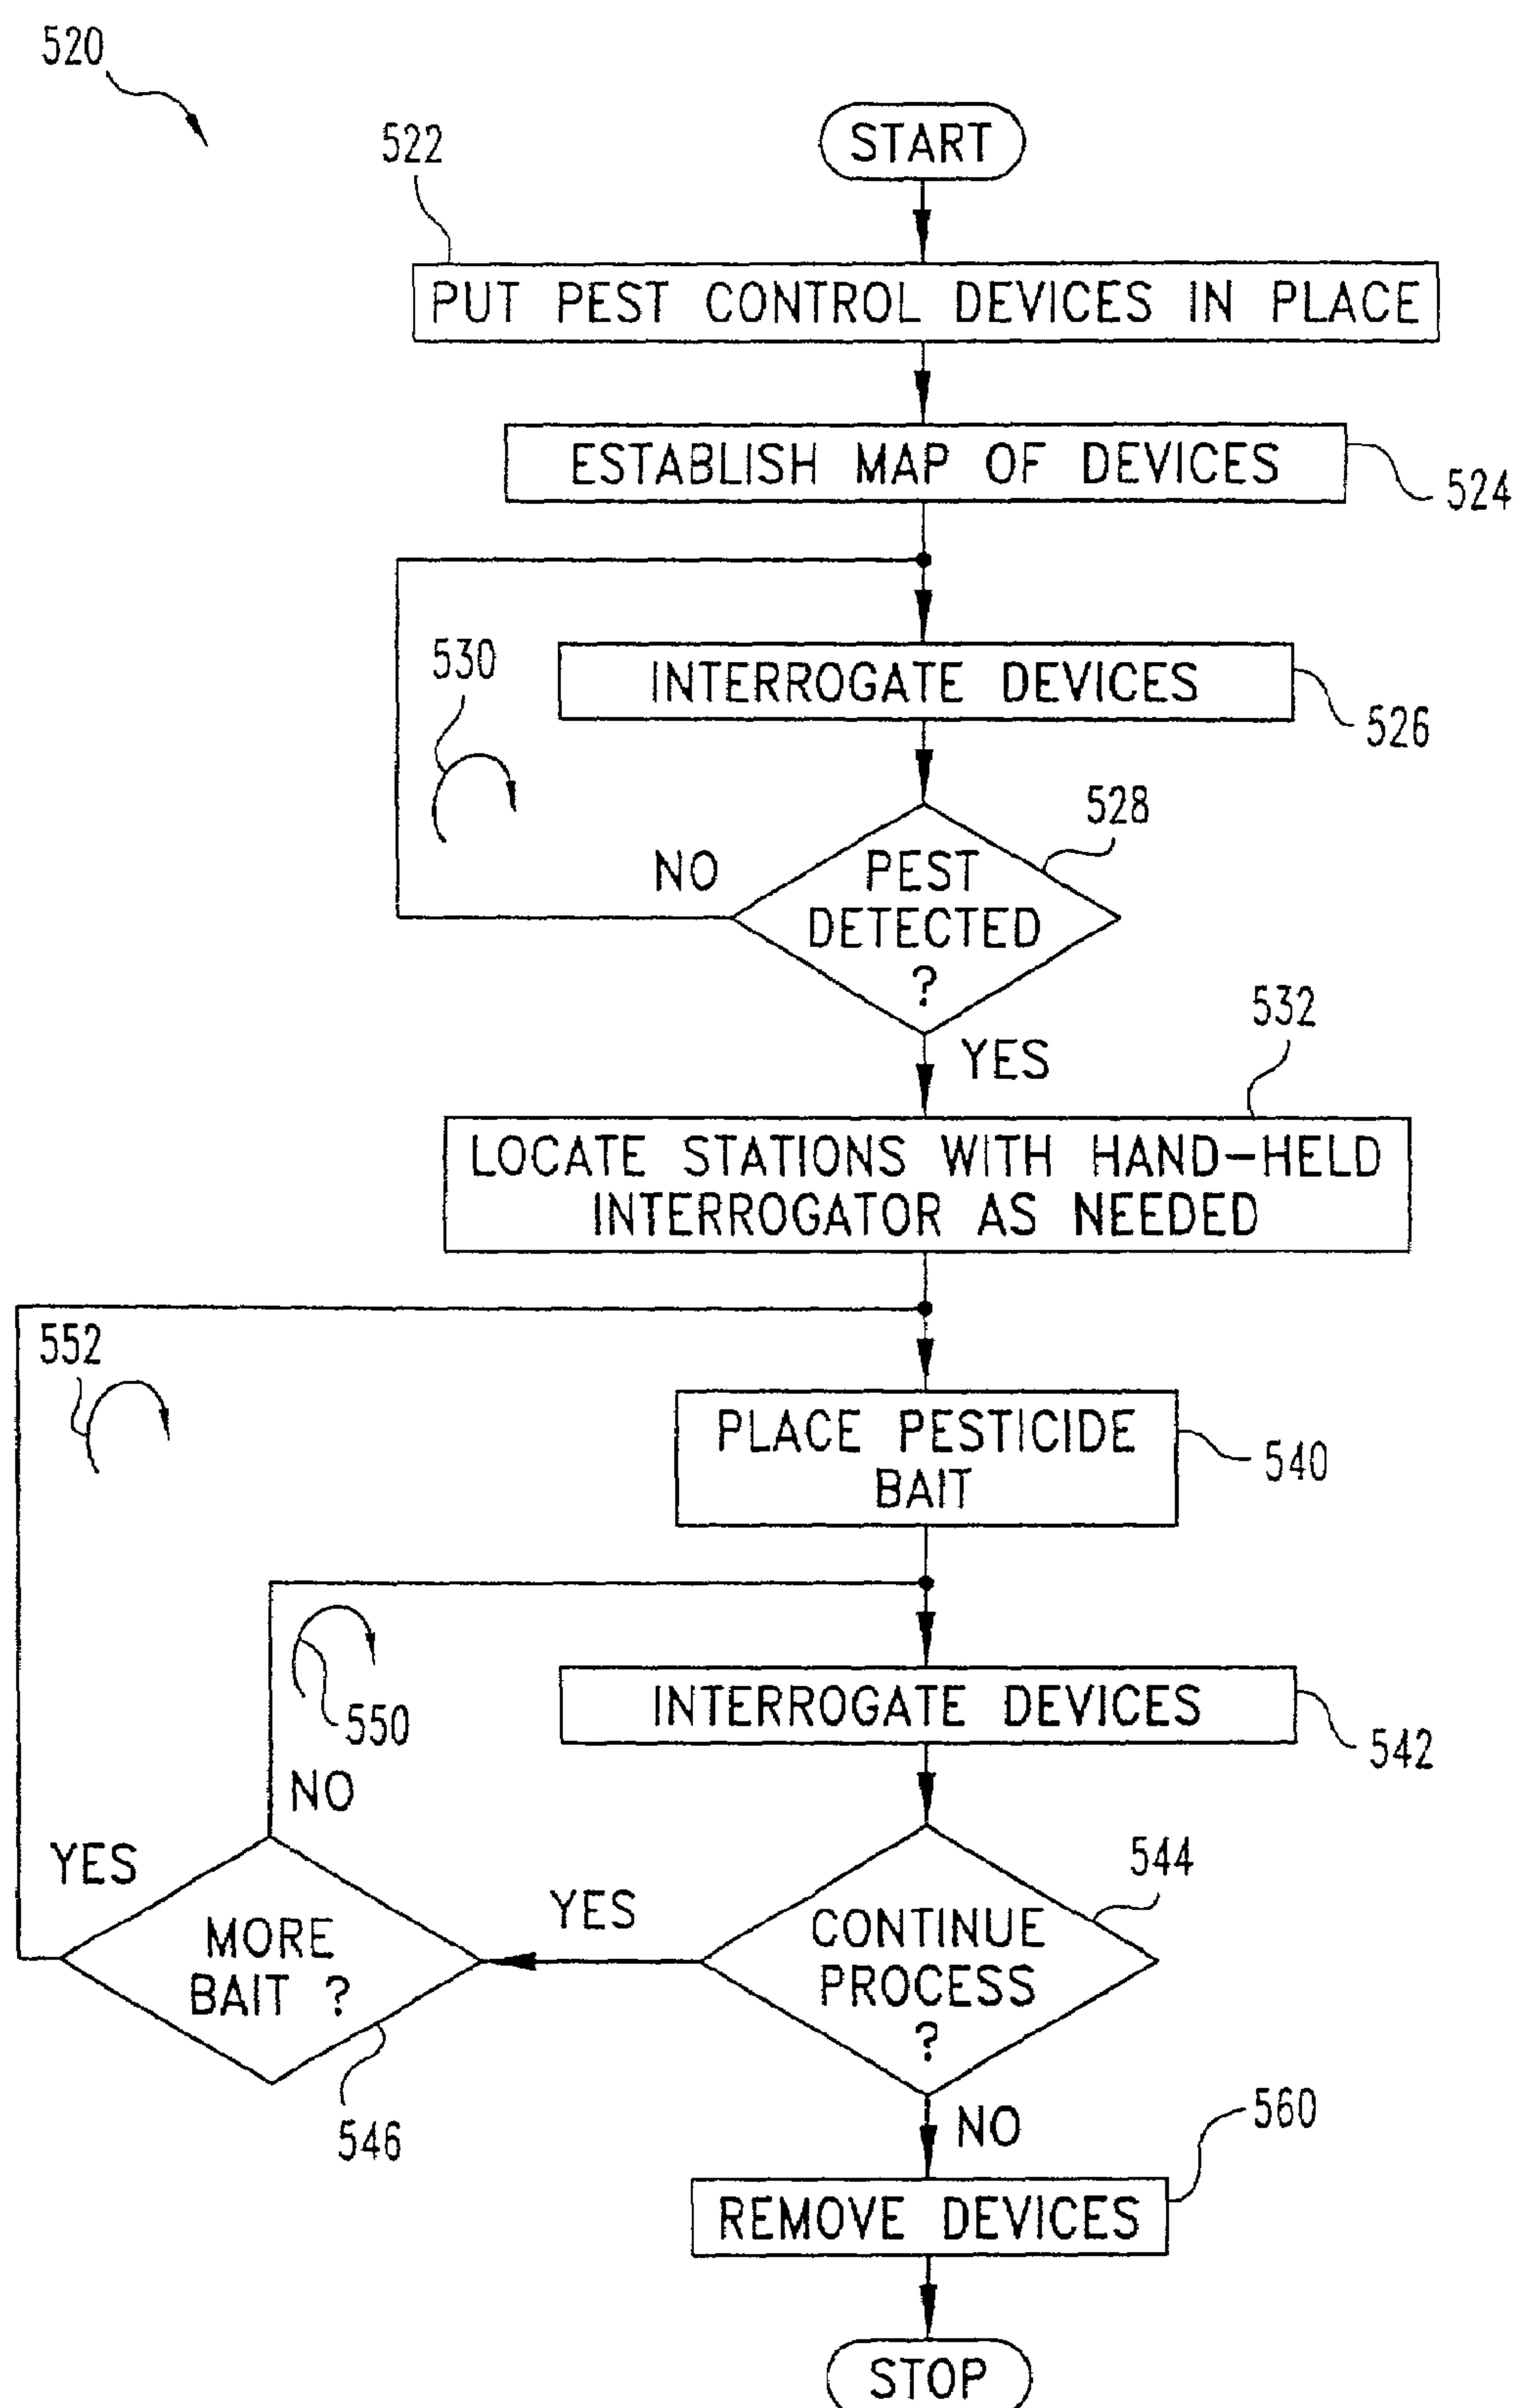 520
START
522
PUT PEST CONTROL DEVICES IN PLACE
ESTABLISH MAP OF DEVICES
524
530
INTERROGATE DEVICES
526
528
NO
PEST
DETECTED
?
532
YES
LOCATE STATIONS WITH HAND-HELD
INTERROGATOR AS NEEDED
552
PLACE PESTICIDE
BAIT
540
550
INTERROGATE DEVICES
542
NO
YES
544
YES
MORE
BAIT ?
CONTINUE
PROCESS
?
546
NO
560
REMOVE DEVICES
STOP